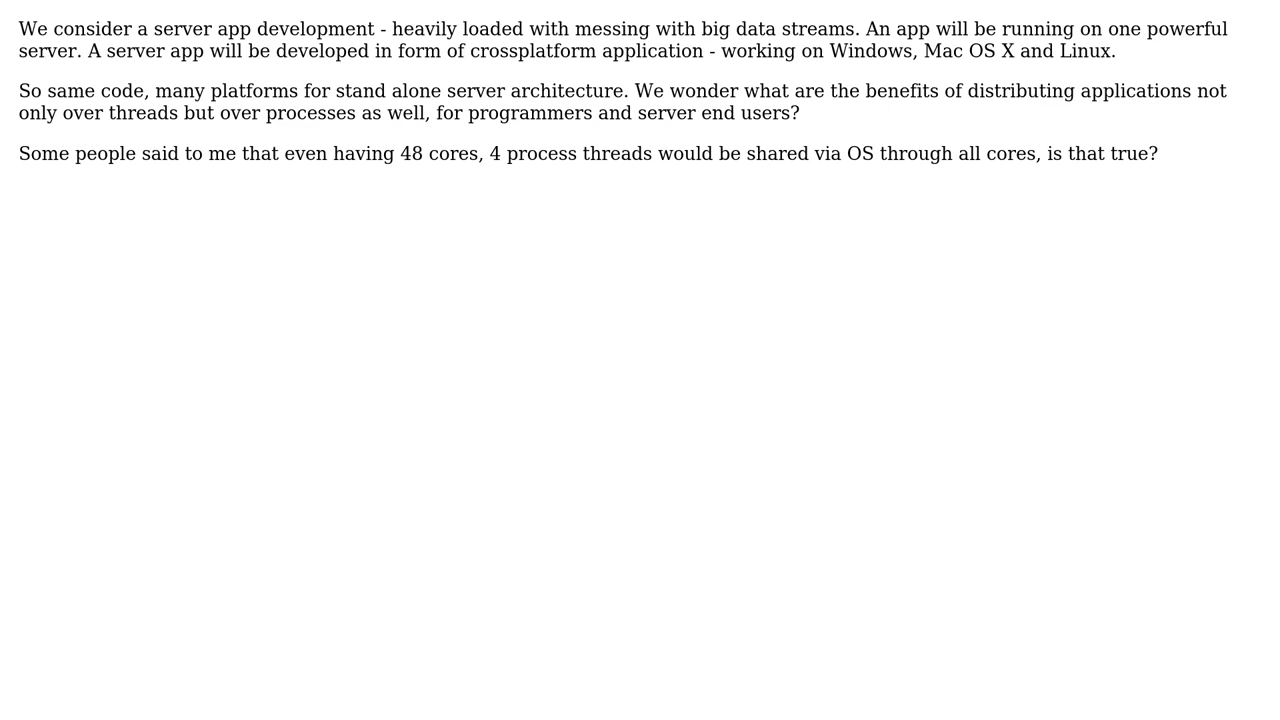 We consider a server app development - heavily loaded with messing with big data streams. An app will be running on one powerful
server. A server app will be developed in form of crossplatform application - working on Windows, Mac OS X and Linux.
So same code, many platforms for stand alone server architecture. We wonder what are the benefits of distributing applications not
only over threads but over processes as well, for programmers and server end users?
Some people said to me that even having 48 cores, 4 process threads would be shared via OS through all cores, is that true?